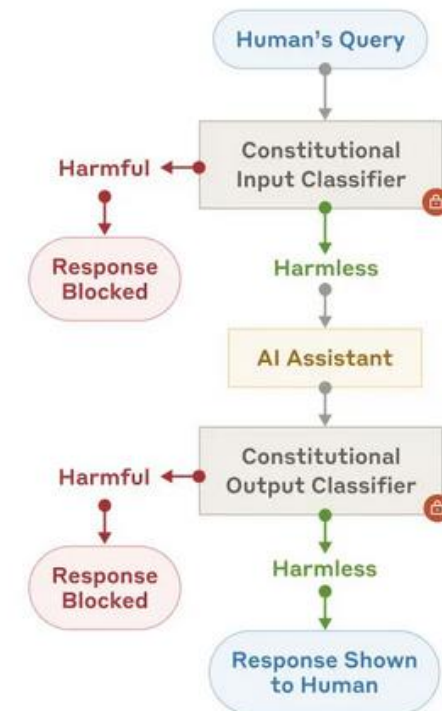 Human's Query
Constitutional
Input Classifier
Harmful
Response
Blocked
Harmless
AI Assistant
Constitutional
Output Classifier
Harmful
Response
Blocked
Harmless
Response Shown
to Human